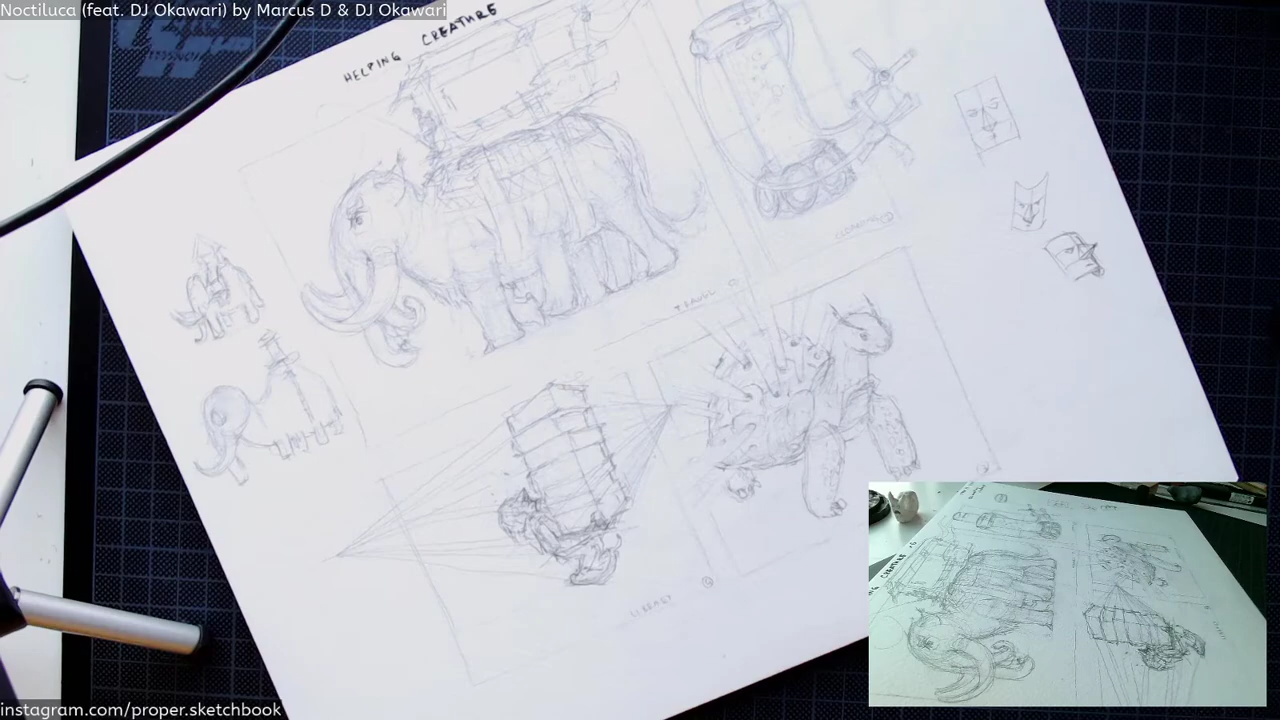 Noctiluca (feat. DJ Okawari) by Marcus D & DJ Okawari
HELPING CREATURE
TRAVEL
LIBRARY
instagram.com/proper.sketchbook